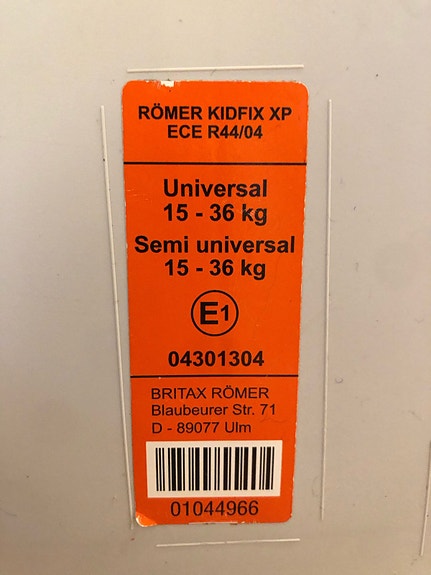 RÖMER KIDFIX XP
ECE R44/04
Universal
15 - 36 kg
Semi universal
15 - 36 kg
E1
04301304
BRITAX RÖMER
Blaubeurer Str. 71
D - 89077 Ulm
01044966